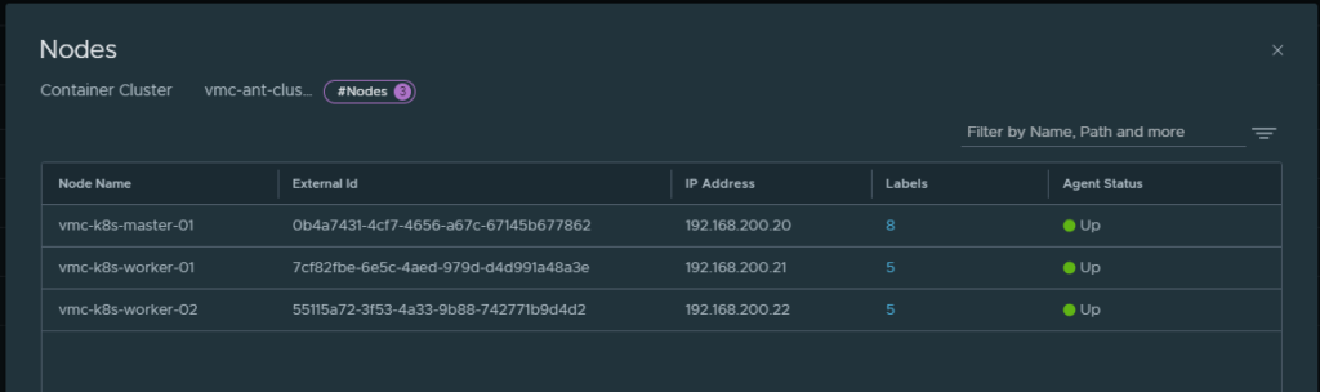 Nodes
Container Cluster vmc-ant-clus... #Nodes 3
Filter by Name, Path and more
Node Name External Id IP Address Labels Agent Status
vmc-k8s-master-01 0b4a7431-4cf7-4656-a67c-67145b677862 192.168.200.20 8 Up
vmc-k8s-worker-01 7cf82fbe-6e5c-4aed-979d-d4d991a48a3e 192.168.200.21 5 Up
vmc-k8s-worker-02 55115a72-3f53-4a33-9b88-742771b9d4d2 192.168.200.22 5 Up